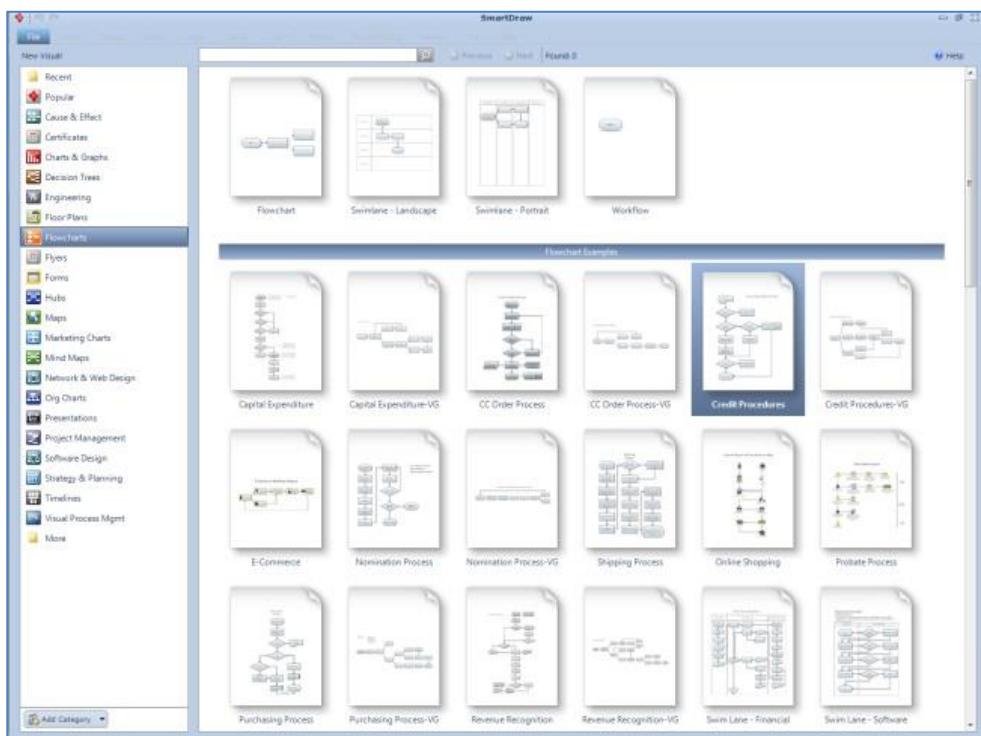 SmartDraw
File
New Visual
Previous Next Found: 0 Help
Recent
Popular
Cause & Effect
Certificates
Charts & Graphs
Decision Trees
Engineering
Floor Plans
Flowcharts
Flyers
Forms
Hubs
Maps
Marketing Charts
Mind Maps
Network & Web Design
Org Charts
Presentations
Project Management
Software Design
Strategy & Planning
Timelines
Visual Process Mgmt
More
Add Category
Flowchart Swimlane - Landscape Swimlane - Portrait Workflow
Flowchart Examples
Capital Expenditure Capital Expenditure-VG CC Order Process CC Order Process-VG Credit Procedures Credit Procedures-VG
E-Commerce Nomination Process Nomination Process-VG Shipping Process Online Shopping Probate Process
Purchasing Process Purchasing Process-VG Revenue Recognition Revenue Recognition-VG Swim Lane - Financial Swim Lane - Software